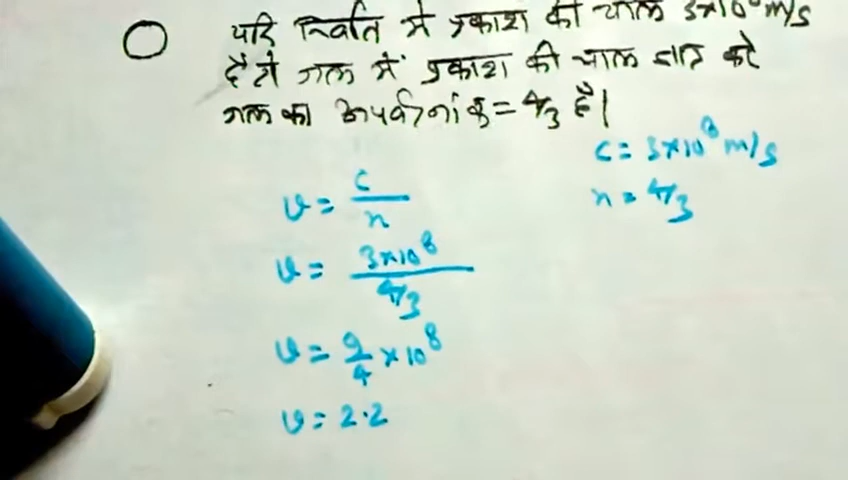 यदि निर्वात में प्रकाश की चाल 3×10⁸ m/s
है तो जल में प्रकाश की चाल ज्ञात करे
जल का अपवर्तनांक = 4/3 है।
c = 3×10⁸ m/s
n = 4/3
v = c/n
v = 3×10⁸ / 4/3
v = 9/4 × 10⁸
v = 2.2